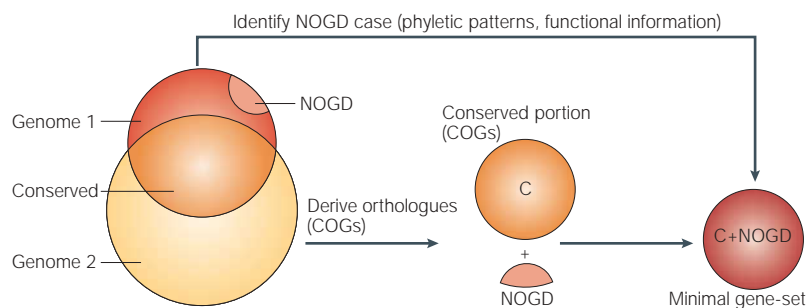 Identify NOGD case (phyletic patterns, functional information)
NOGD
Genome 1
Conserved
Genome 2
Derive orthologues
(COGs)
Conserved portion
(COGs)
C
+
NOGD
C+NOGD
Minimal gene-set